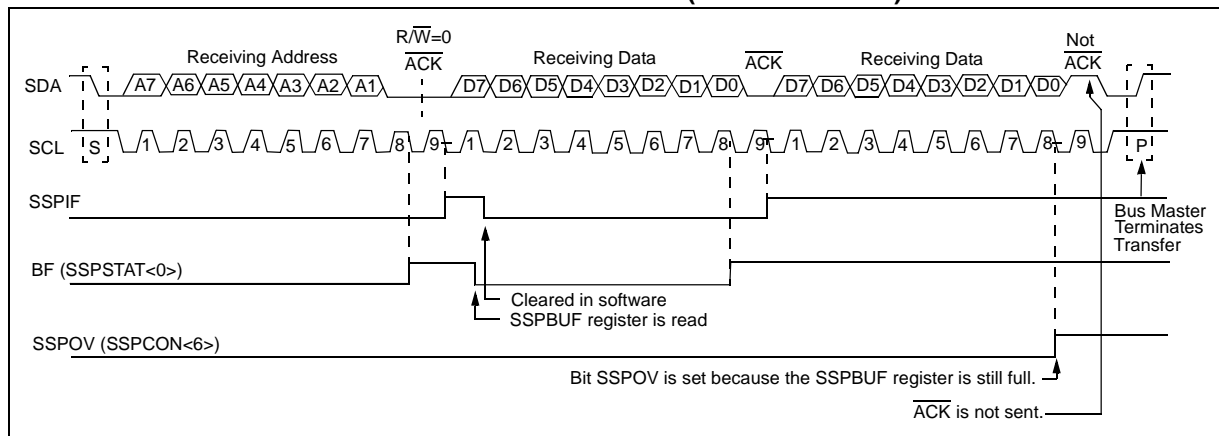 R/W=0
Receiving Address ACK Receiving Data ACK Receiving Data Not ACK
SDA A7 A6 A5 A4 A3 A2 A1 D7 D6 D5 D4 D3 D2 D1 D0 D7 D6 D5 D4 D3 D2 D1 D0
SCL S 1 2 3 4 5 6 7 8 9 1 2 3 4 5 6 7 8 9 1 2 3 4 5 6 7 8 9 P
SSPIF
Bus Master
Terminates
Transfer
BF (SSPSTAT<0>)
Cleared in software
SSPBUF register is read
SSPOV (SSPCON<6>)
Bit SSPOV is set because the SSPBUF register is still full.
ACK is not sent.